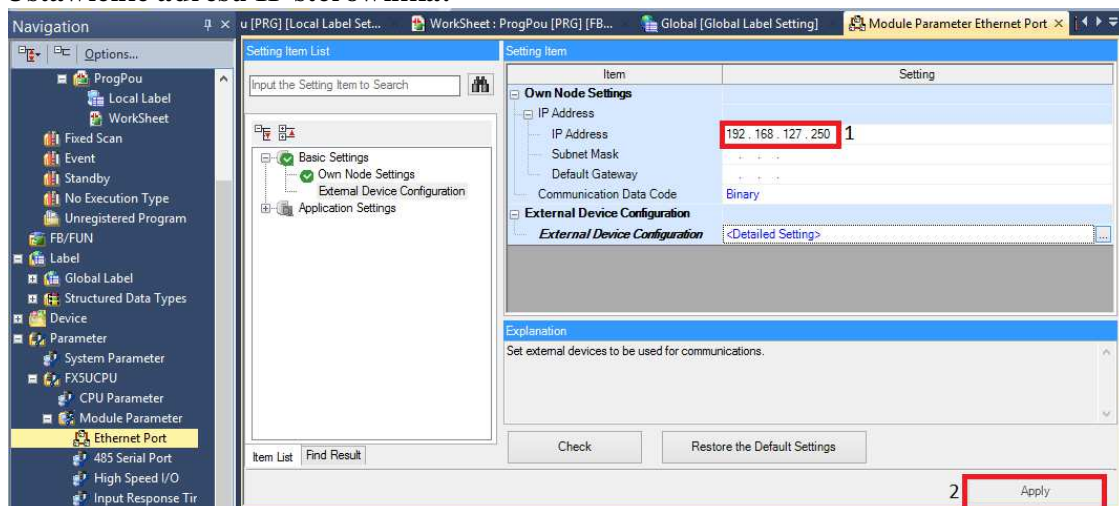 Ustawienie adresu IP sterownika:
Navigation
u [PRG] [Local Label Set...
WorkSheet : ProgPou [PRG] [FB...
Global [Global Label Setting]
Module Parameter Ethernet Port
Options...
ProgPou
Local Label
WorkSheet
Fixed Scan
Event
Standby
No Execution Type
Unregistered Program
FB/FUN
Label
Global Label
Structured Data Types
Device
Parameter
System Parameter
FX5UCPU
CPU Parameter
Module Parameter
Ethernet Port
485 Serial Port
High Speed I/O
Input Response Tir
Setting Item List
Input the Setting Item to Search
Basic Settings
Own Node Settings
External Device Configuration
Application Settings
Item List
Find Result
Setting Item
Item Setting
Own Node Settings
IP Address
IP Address 192 . 168 . 127 . 250 1
Subnet Mask . . .
Default Gateway . . .
Communication Data Code Binary
External Device Configuration
External Device Configuration <Detailed Setting> ...
Explanation
Set external devices to be used for communications.
Check
Restore the Default Settings
2 Apply